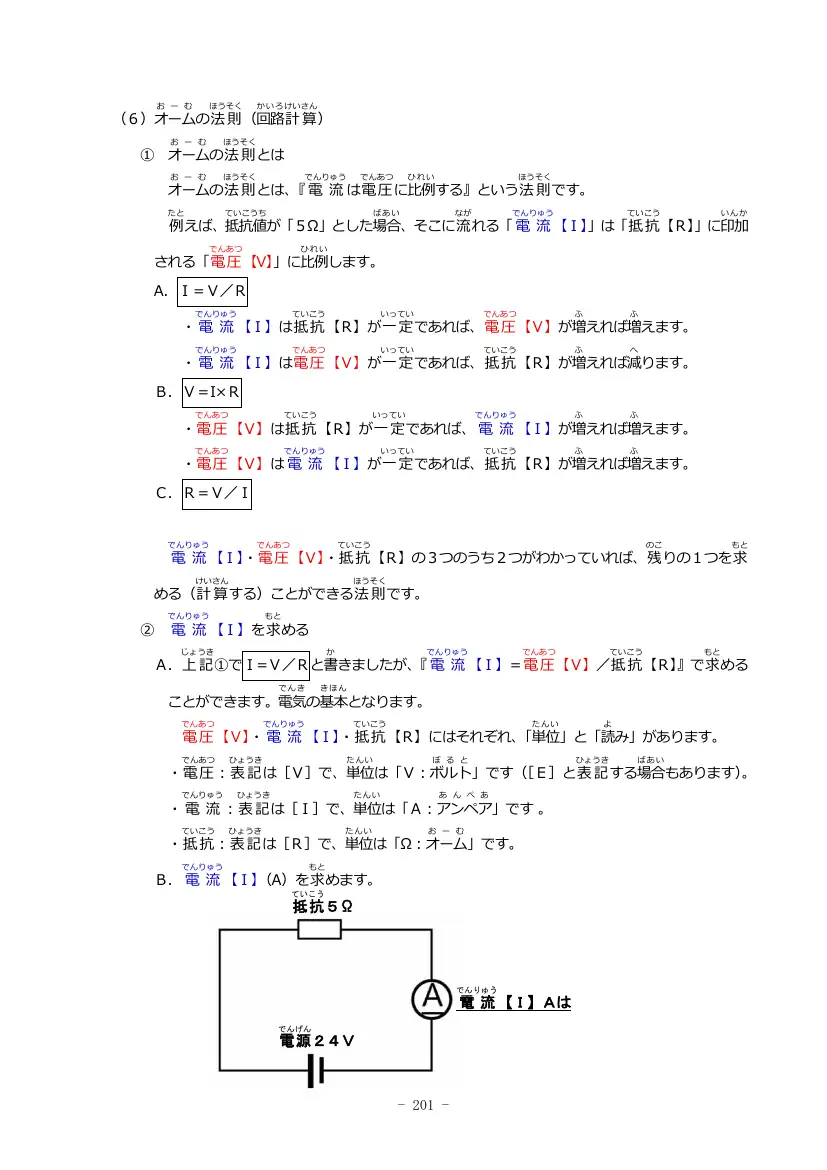 （６）オームの法則（回路計算）
① オームの法則とは
オームの法則とは、『電流は電圧に比例する』という法則です。
例えば、抵抗値が「５Ω」とした場合、そこに流れる「電流【Ｉ】」は「抵抗【Ｒ】」に印加
される「電圧【V】」に比例します。
A. Ｉ＝Ｖ／R
・電流【Ｉ】は抵抗【Ｒ】が一定であれば、電圧【Ｖ】が増えれば増えます。
・電流【Ｉ】は電圧【Ｖ】が一定であれば、抵抗【Ｒ】が増えれば減ります。
Ｂ. Ｖ＝I×Ｒ
・電圧【Ｖ】は抵抗【Ｒ】が一定であれば、電流【Ｉ】が増えれば増えます。
・電圧【Ｖ】は電流【Ｉ】が一定であれば、抵抗【Ｒ】が増えれば増えます。
Ｃ. Ｒ＝Ｖ／Ｉ
電流【Ｉ】・電圧【Ｖ】・抵抗【Ｒ】の３つのうち２つがわかっていれば、残りの１つを求
める（計算する）ことができる法則です。
② 電流【Ｉ】を求める
Ａ. 上記①でＩ＝Ｖ／Ｒと書きましたが、『電流【Ｉ】＝電圧【Ｖ】／抵抗【Ｒ】』で求める
ことができます。電気の基本となります。
電圧【Ｖ】・電流【Ｉ】・抵抗【Ｒ】にはそれぞれ、「単位」と「読み」があります。
・電圧：表記は［Ｖ］で、単位は「Ｖ：ボルト」です（［Ｅ］と表記する場合もあります）。
・電流：表記は［Ｉ］で、単位は「Ａ：アンペア」です。
・抵抗：表記は［Ｒ］で、単位は「Ω：オーム」です。
Ｂ. 電流【Ｉ】（A）を求めます。
抵抗５Ω
A
電流【Ｉ】Ａは
電源２４Ｖ
- 201 -